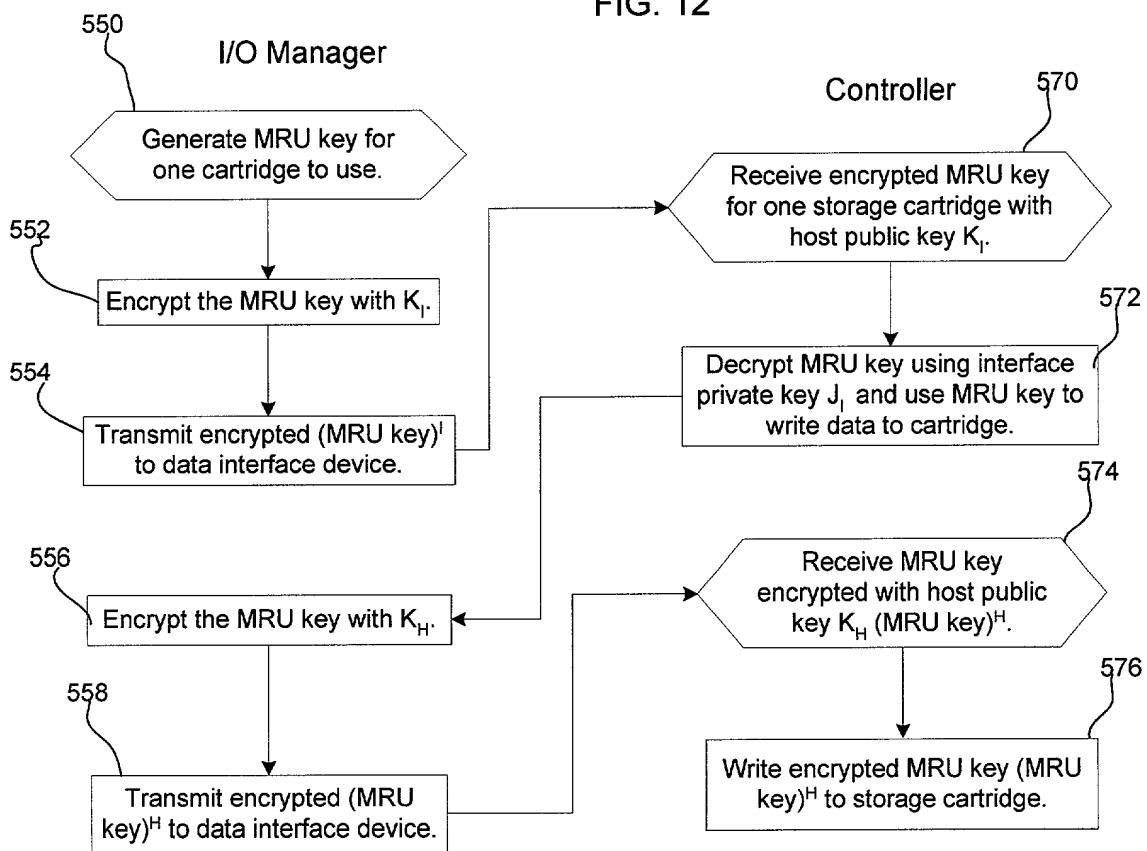 FIG. 12
550
I/O Manager
Generate MRU key for
one cartridge to use.
552
Encrypt the MRU key with K_I.
554
Transmit encrypted (MRU key)^I
to data interface device.
556
Encrypt the MRU key with K_H.
558
Transmit encrypted (MRU
key)^H to data interface device.
Controller
570
Receive encrypted MRU key
for one storage cartridge with
host public key K_I.
572
Decrypt MRU key using interface
private key J_I and use MRU key to
write data to cartridge.
574
Receive MRU key
encrypted with host public
key K_H (MRU key)^H.
576
Write encrypted MRU key (MRU
key)^H to storage cartridge.